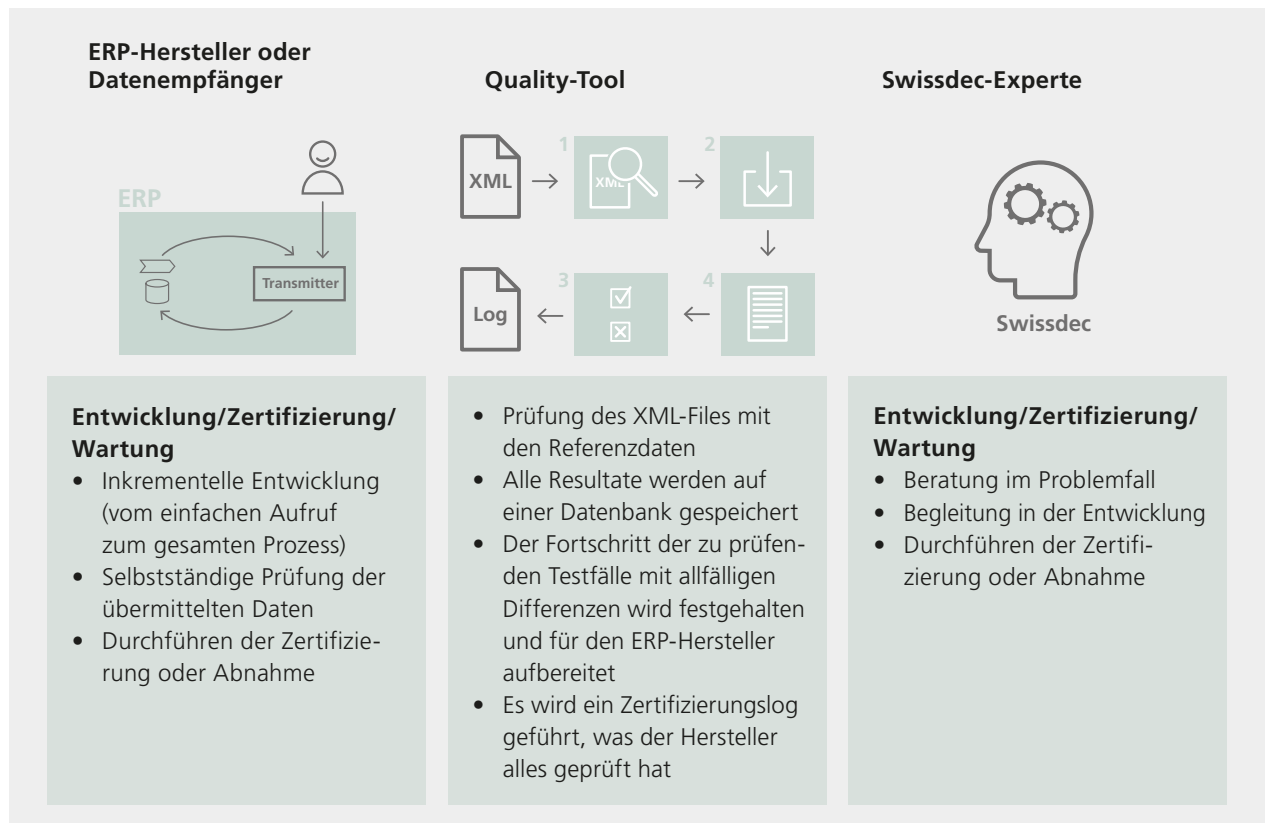 ERP-Hersteller oder
Datenempfänger
ERP
Transmitter
Entwicklung/Zertifizierung/
Wartung
• Inkrementelle Entwicklung
(vom einfachen Aufruf
zum gesamten Prozess)
• Selbstständige Prüfung der
übermittelten Daten
• Durchführen der Zertifizie-
rung oder Abnahme
Quality-Tool
XML
1
XML
2
Log
3
4
• Prüfung des XML-Files mit
den Referenzdaten
• Alle Resultate werden auf
einer Datenbank gespeichert
• Der Fortschritt der zu prüfen-
den Testfälle mit allfälligen
Differenzen wird festgehalten
und für den ERP-Hersteller
aufbereitet
• Es wird ein Zertifizierungslog
geführt, was der Hersteller
alles geprüft hat
Swissdec-Experte
Swissdec
Entwicklung/Zertifizierung/
Wartung
• Beratung im Problemfall
• Begleitung in der Entwicklung
• Durchführen der Zertifi-
zierung oder Abnahme